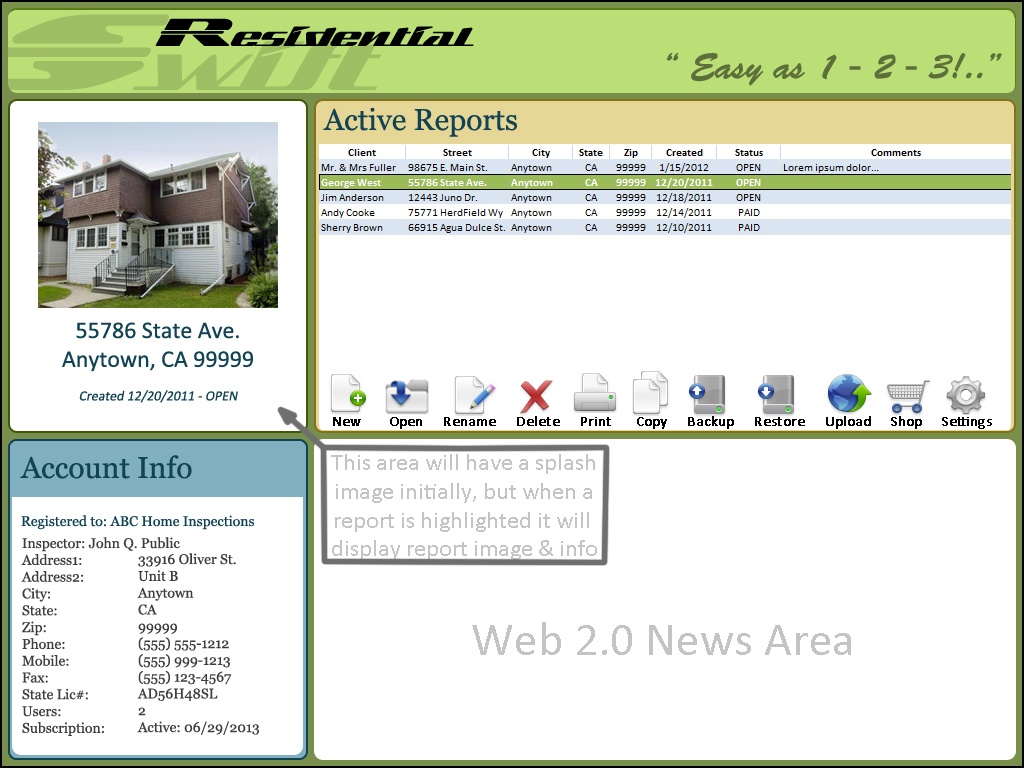 Residential
Swift
“ Easy as 1 - 2 - 3!..”
55786 State Ave.
Anytown, CA 99999
Created 12/20/2011 - OPEN
Active Reports
Client Street City State Zip Created Status Comments
Mr. & Mrs Fuller 98675 E. Main St. Anytown CA 99999 1/15/2012 OPEN Lorem ipsum dolor...
George West 55786 State Ave. Anytown CA 99999 12/20/2011 OPEN
Jim Anderson 12443 Juno Dr. Anytown CA 99999 12/18/2011 OPEN
Andy Cooke 75771 HerdField Wy Anytown CA 99999 12/14/2011 PAID
Sherry Brown 66915 Agua Dulce St. Anytown CA 99999 12/10/2011 PAID
New Open Rename Delete Print Copy Backup Restore Upload Shop Settings
This area will have a splash
image initially, but when a
report is highlighted it will
display report image & info
Account Info
Registered to: ABC Home Inspections
Inspector: John Q. Public
Address1: 33916 Oliver St.
Address2: Unit B
City: Anytown
State: CA
Zip: 99999
Phone: (555) 555-1212
Mobile: (555) 999-1213
Fax: (555) 123-4567
State Lic#: AD56H48SL
Users: 2
Subscription: Active: 06/29/2013
Web 2.0 News Area